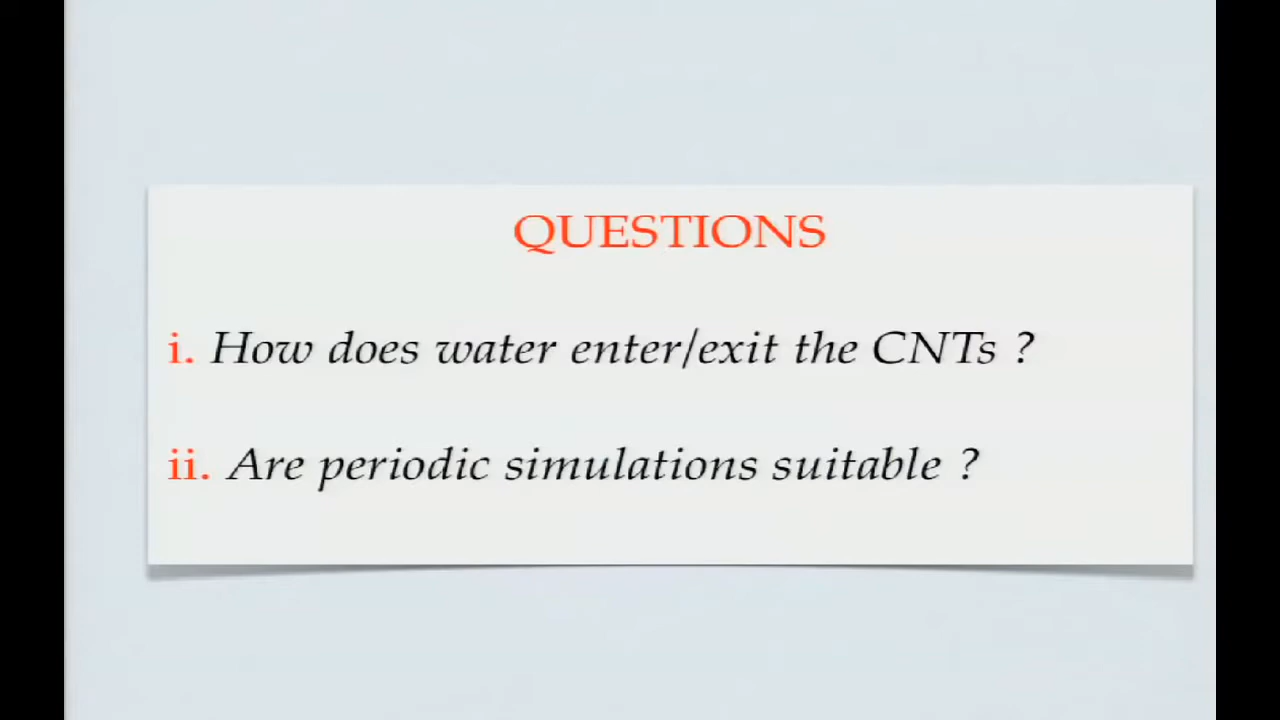 QUESTIONS
i. How does water enter/exit the CNTs ?
ii. Are periodic simulations suitable ?